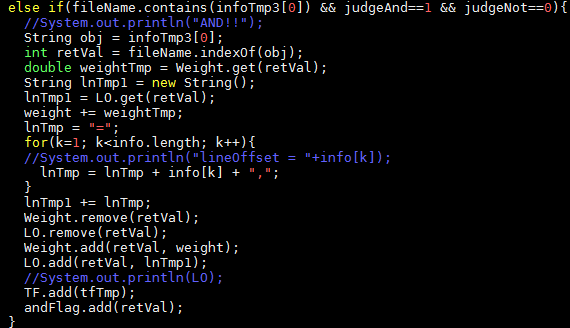 else if(fileName.contains(infoTmp3[0]) && judgeAnd==1 && judgeNot==0){
//System.out.println("AND!!");
String obj = infoTmp3[0];
int retVal = fileName.indexOf(obj);
double weightTmp = Weight.get(retVal);
String lnTmp1 = new String();
lnTmp1 = LO.get(retVal);
weight += weightTmp;
lnTmp = "=";
for(k=1; k<info.length; k++){
//System.out.println("lineOffset = "+info[k]);
lnTmp = lnTmp + info[k] + ",";
}
lnTmp1 += lnTmp;
Weight.remove(retVal);
LO.remove(retVal);
Weight.add(retVal, weight);
LO.add(retVal, lnTmp1);
//System.out.println(LO);
TF.add(tfTmp);
andFlag.add(retVal);
}